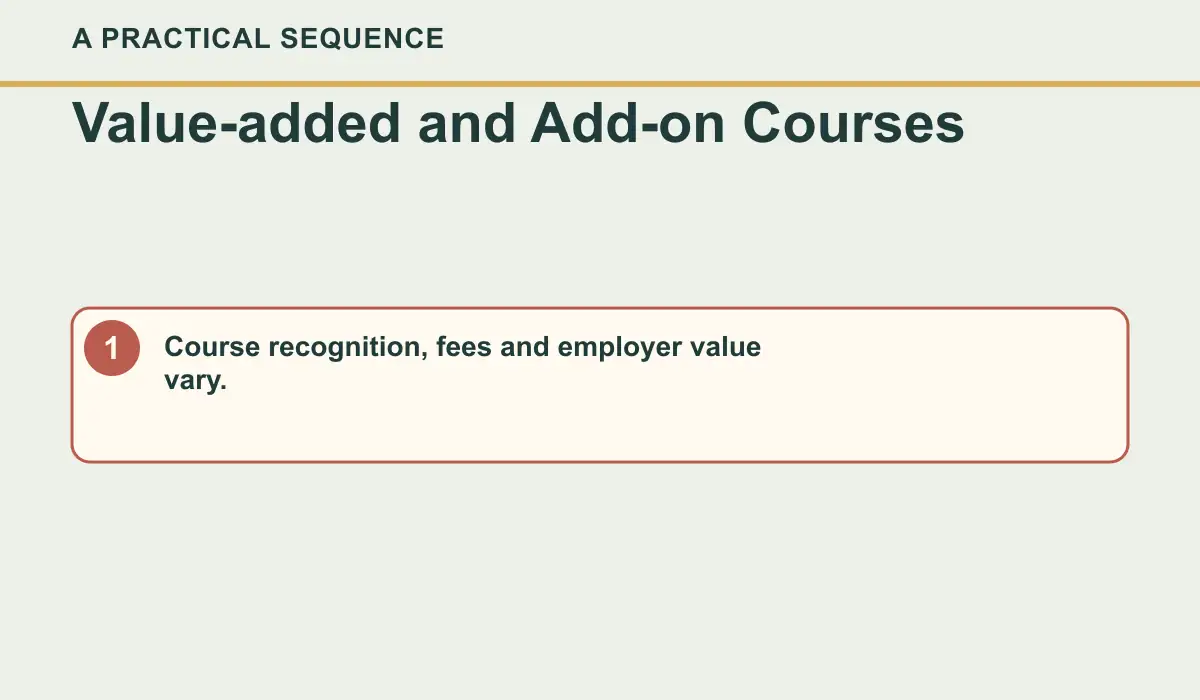 A PRACTICAL SEQUENCE
Value-added and Add-on Courses
1
Course recognition, fees and employer value
vary.